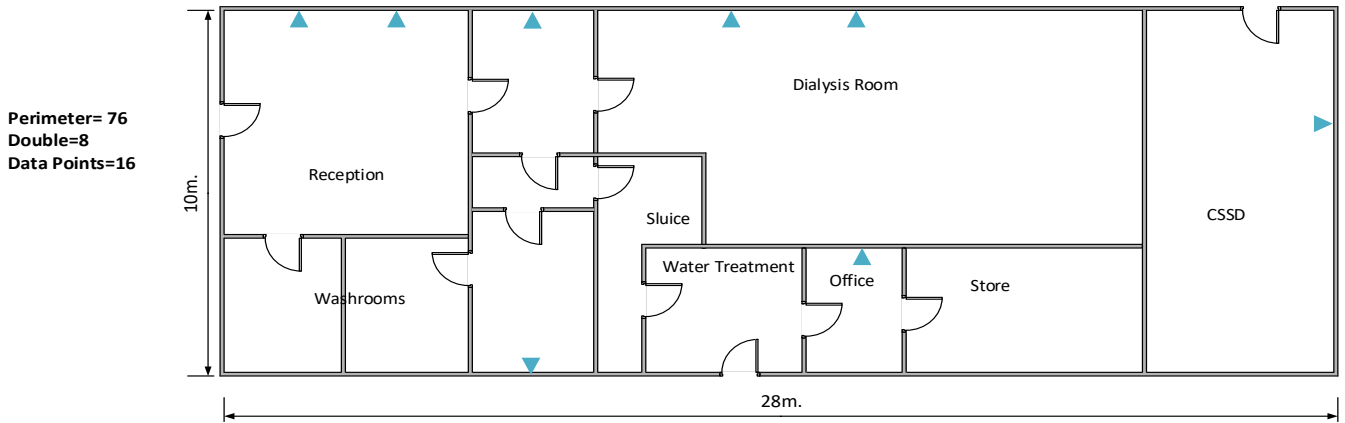 Perimeter= 76
Double=8
Data Points=16
Dialysis Room
Reception
10m.
Sluice
CSSD
Water Treatment
Office
Store
Washrooms
28m.